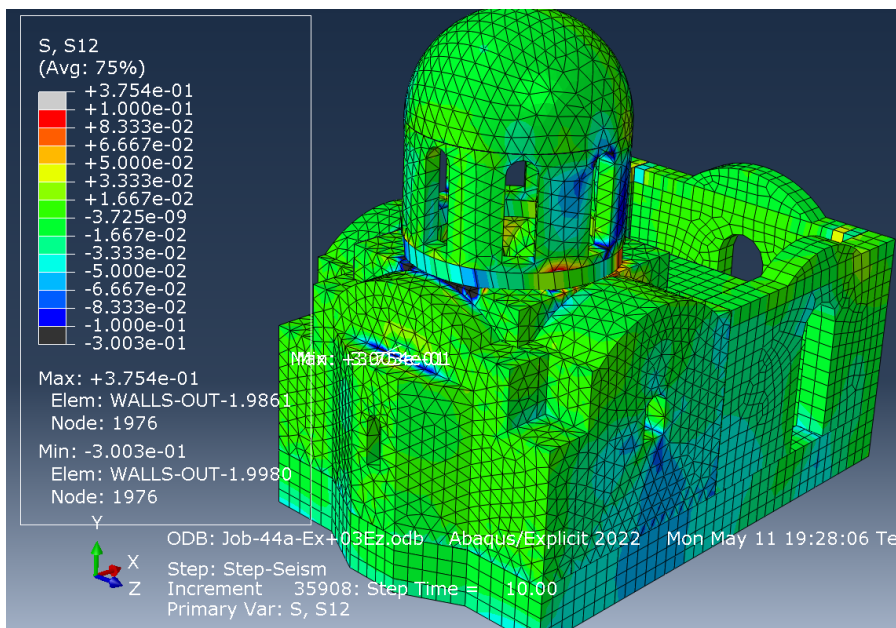 S, S12
(Avg: 75%)
+3.754e-01
+1.000e-01
+8.333e-02
+6.667e-02
+5.000e-02
+3.333e-02
+1.667e-02
-3.725e-09
-1.667e-02
-3.333e-02
-5.000e-02
-6.667e-02
-8.333e-02
-1.000e-01
-3.003e-01
Max: +3.754e-01
Elem: WALLS-OUT-1.9861
Node: 1976
Min: -3.003e-01
Elem: WALLS-OUT-1.9980
Node: 1976
Y
X
Z
ODB: Job-44a-Ex+03Ez.odb Abaqus/Explicit 2022 Mon May 11 19:28:06 Te
Step: Step-Seism
Increment 35908: Step Time = 10.00
Primary Var: S, S12